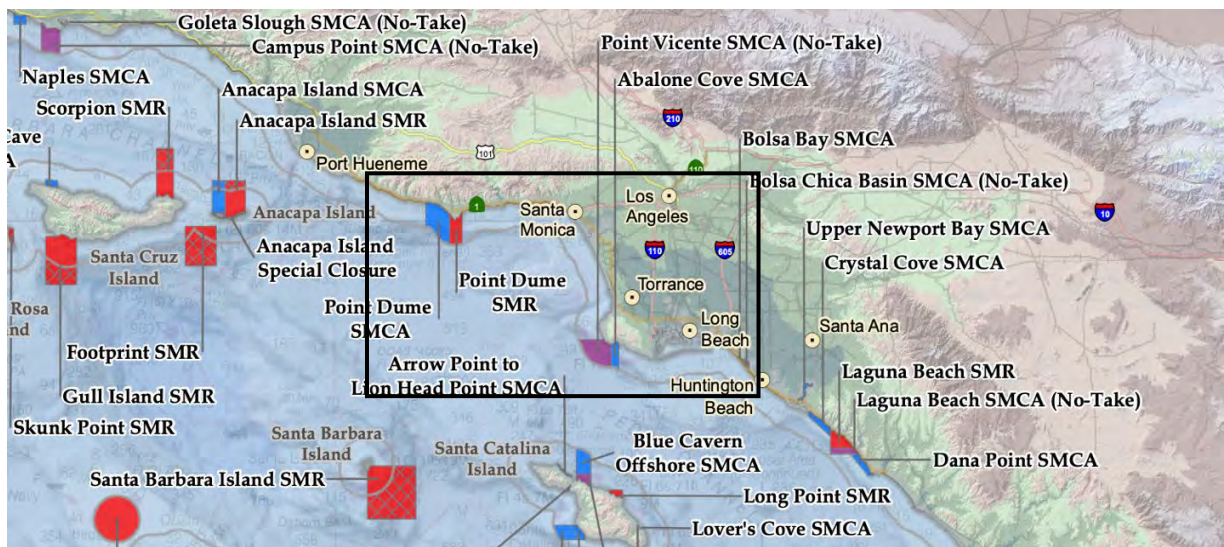 Goleta Slough SMCA (No-Take)
Campus Point SMCA (No-Take)
Naples SMCA
Scorpion SMR
Anacapa Island SMCA
Anacapa Island SMR
Cave
Port Hueneme
101
Point Vicente SMCA (No-Take)
Abalone Cove SMCA
210
Bolsa Bay SMCA
110
Bolsa Chica Basin SMCA (No-Take)
Los
Angeles
Santa
Monica
1
10
Upper Newport Bay SMCA
Crystal Cove SMCA
110
605
Anacapa Island
Anacapa Island
Special Closure
Santa Cruz
Island
Point Dume
SMR
Point Dume
SMCA
Torrance
Long
Beach
Santa Ana
Rosa
Footprint SMR
Arrow Point to
Lion Head Point SMCA
Gull Island SMR
Huntington
Beach
Laguna Beach SMR
Laguna Beach SMCA (No-Take)
Skunk Point SMR
Santa Barbara
Island
Santa Catalina
Island
Blue Cavern
Offshore SMCA
Dana Point SMCA
Santa Barbara Island SMR
Long Point SMR
Lover's Cove SMCA